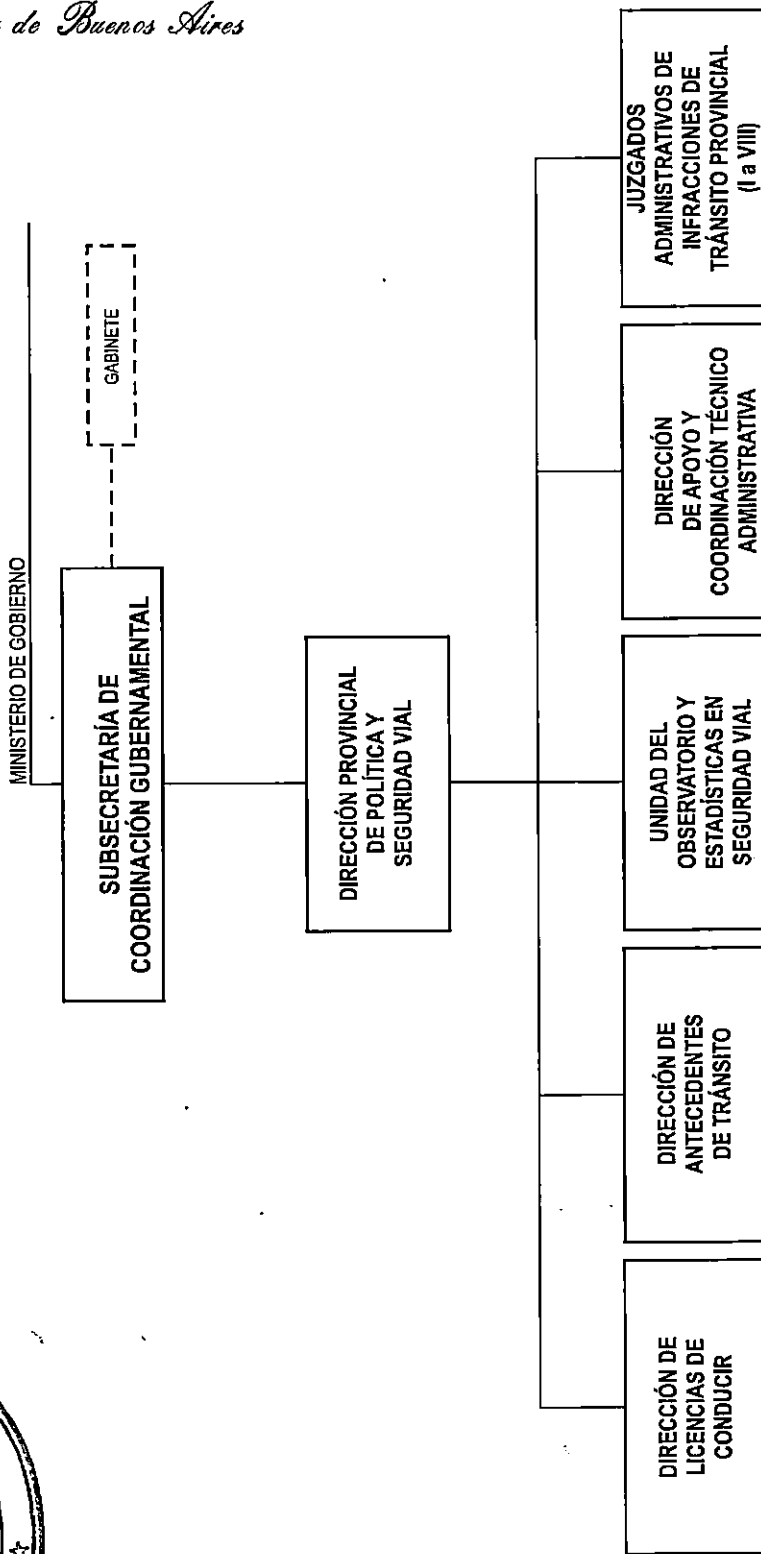 de Buenos Aires
MINISTERIO DE GOBIERNO
SUBSECRETARÍA DE
COORDINACIÓN GUBERNAMENTAL
GABINETE
DIRECCIÓN PROVINCIAL
DE POLÍTICA Y
SEGURIDAD VIAL
DIRECCIÓN DE
LICENCIAS DE
CONDUCIR
DIRECCIÓN DE
ANTECEDENTES
DE TRÁNSITO
UNIDAD DEL
OBSERVATORIO Y
ESTADÍSTICAS EN
SEGURIDAD VIAL
DIRECCIÓN
DE APOYO Y
COORDINACIÓN TÉCNICO
ADMINISTRATIVA
JUZGADOS
ADMINISTRATIVOS DE
INFRACCIONES DE
TRÁNSITO PROVINCIAL
(I a VIII)